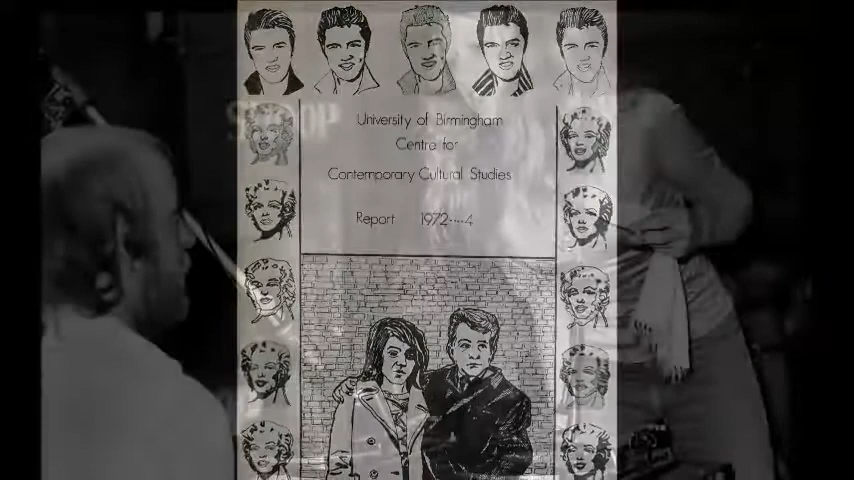 University of Birmingham
Centre for
Contemporary Cultural Studies
Report 1972----4